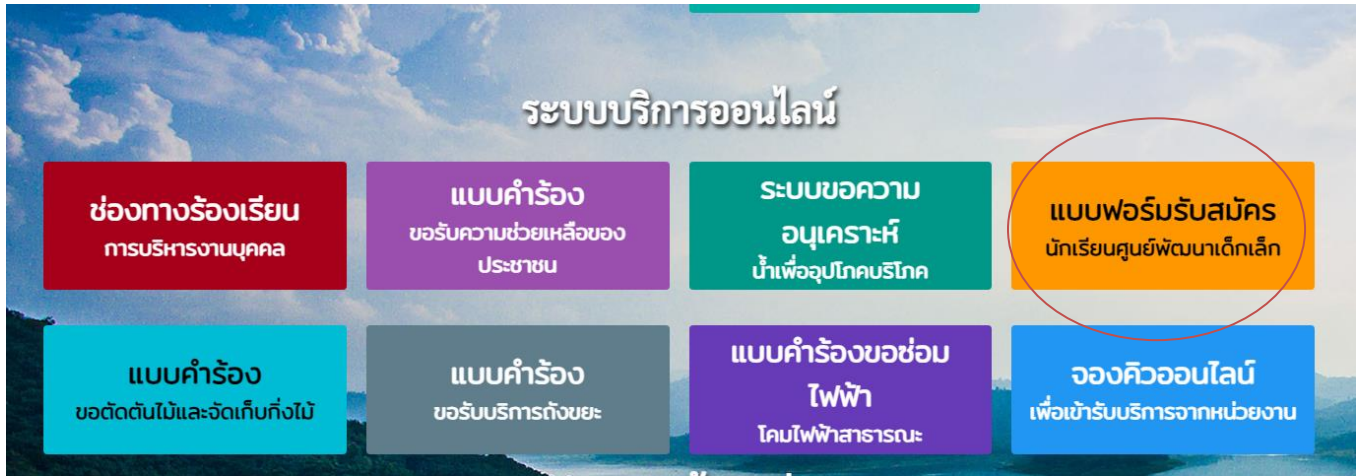 ระบบบริการออนไลน์
ช่องทางร้องเรียน
การบริหารงานบุคคล
แบบคำร้อง
ขอรับความช่วยเหลือของ
ประชาชน
ระบบขอความ
อนุเคราะห์
น้ำเพื่ออุปโภคบริโภค
แบบฟอร์มรับสมัคร
นักเรียนศูนย์พัฒนาเด็กเล็ก
แบบคำร้อง
ขอตัดต้นไม้และจัดเก็บกิ่งไม้
แบบคำร้อง
ขอรับบริการถังขยะ
แบบคำร้องขอซ่อม
ไฟฟ้า
โคมไฟฟ้าสาธารณะ
จองคิวออนไลน์
เพื่อเข้ารับบริการจากหน่วยงาน